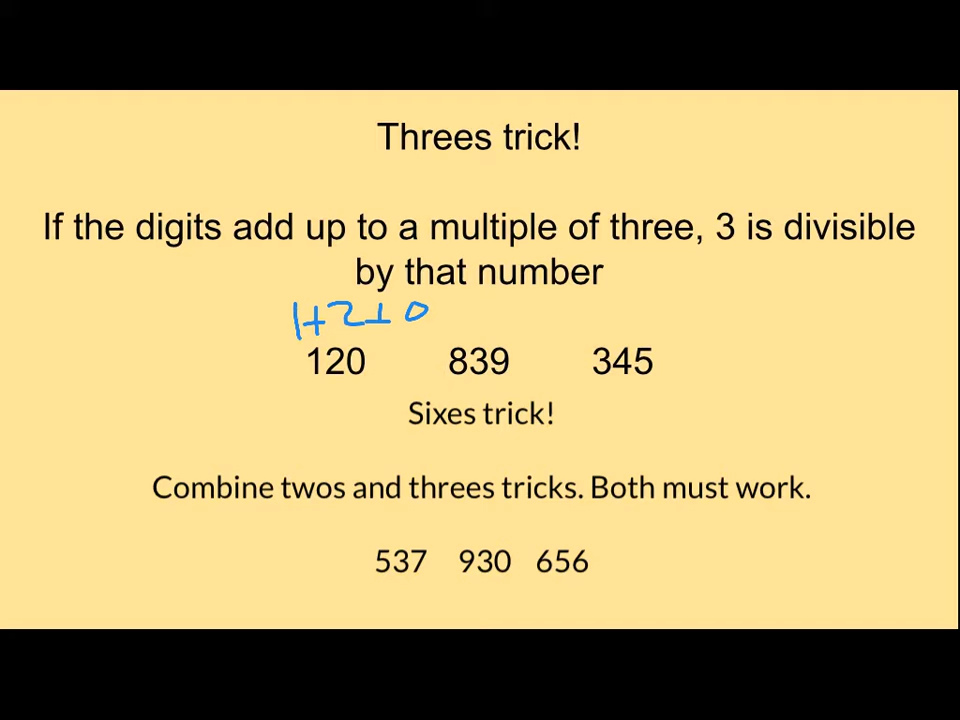 Threes trick!
If the digits add up to a multiple of three, 3 is divisible
by that number
1+2+0
120 839 345
Sixes trick!
Combine twos and threes tricks. Both must work.
537 930 656